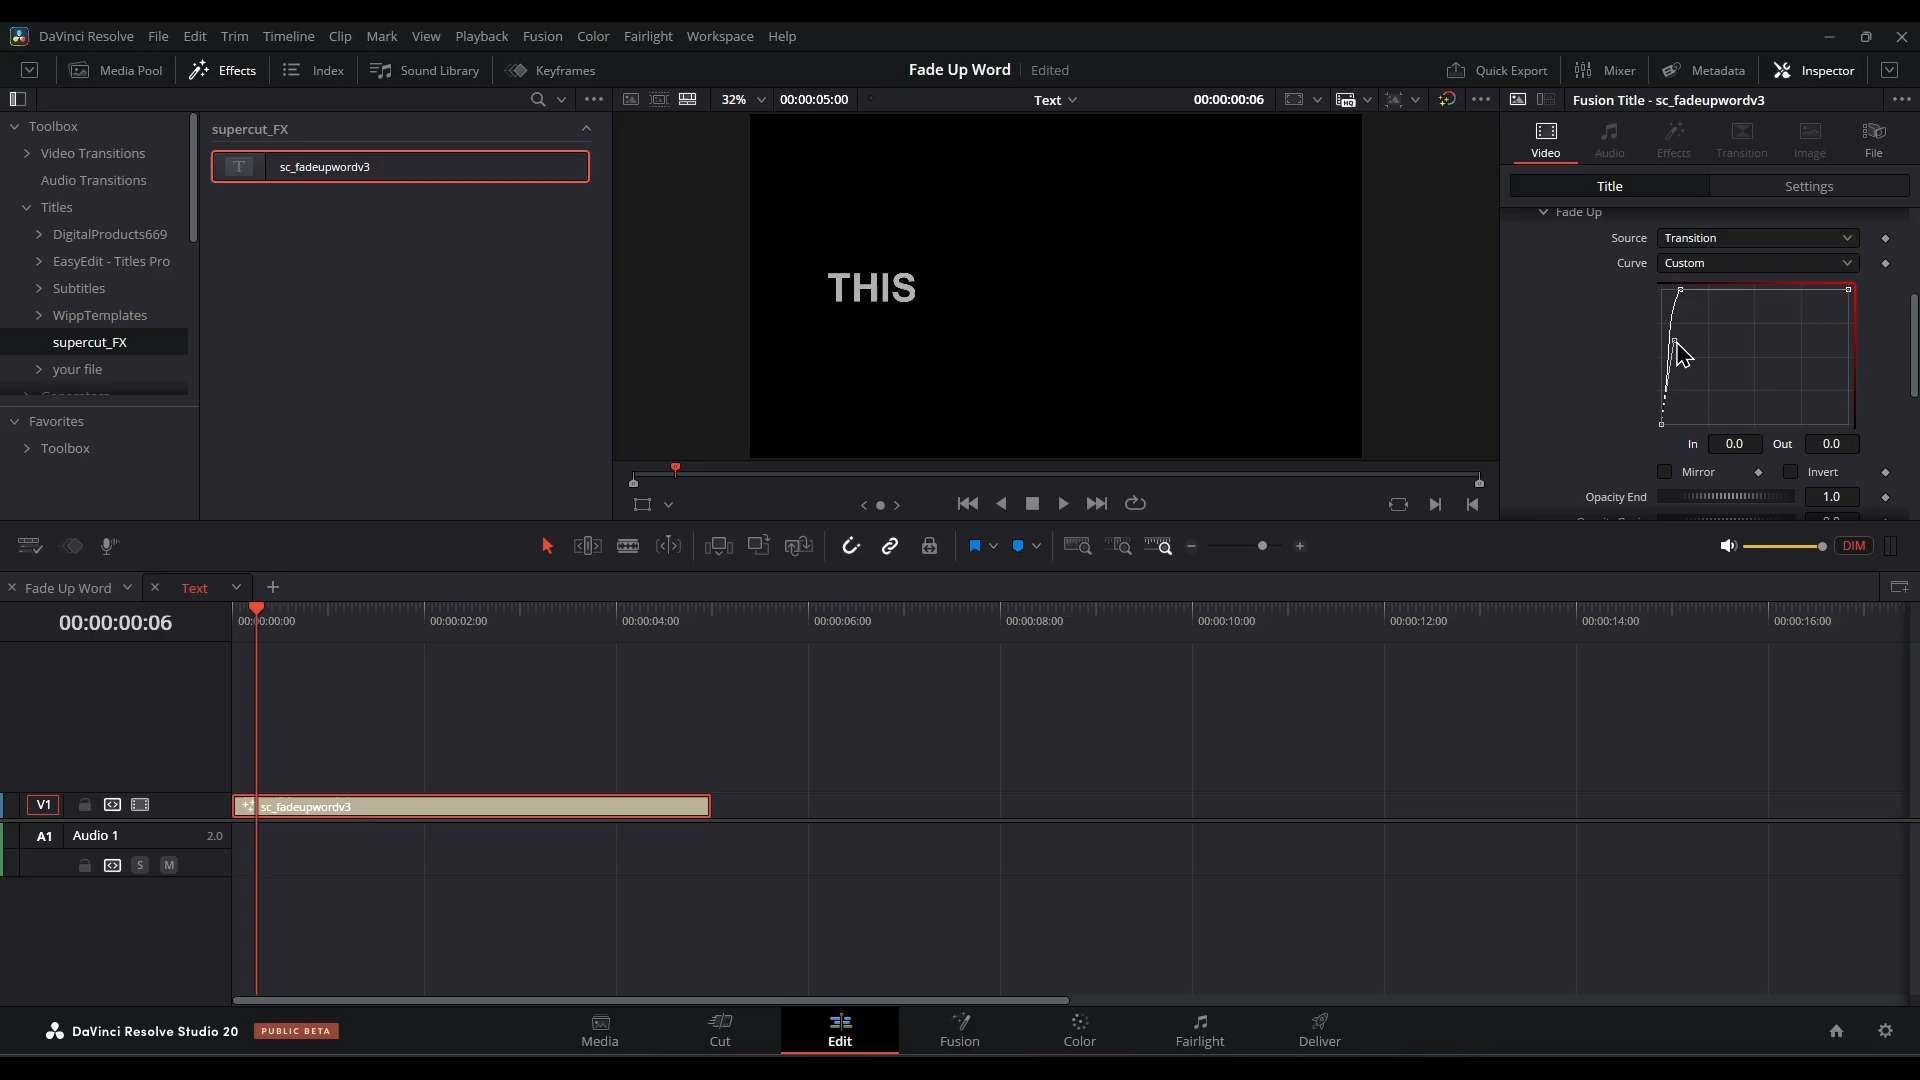 DaVinci Resolve File Edit Trim Timeline Clip Mark View Playback Fusion Color Fairlight Workspace Help
Media Pool Effects Index Sound Library Keyframes Fade Up Word Edited Quick Export Mixer Metadata Inspector
32% 00:00:05:00 Text 00:00:00:06 Fusion Title - sc_fadeupwordv3
Toolbox
Video Transitions
Audio Transitions
Titles
DigitalProducts669
EasyEdit - Titles Pro
Subtitles
WippTemplates
supercut_FX
your file
Favorites
Toolbox
supercut_FX
T sc_fadeupwordv3
THIS
Video Audio Effects Transition Image File
Title Settings
Fade Up
Source Transition
Curve Custom
In 0.0 Out 0.0
Mirror Invert
Opacity End 1.0
DIM
Fade Up Word Text
00:00:00:06
00:00:00:00 00:00:02:00 00:00:04:00 00:00:06:00 00:00:08:00 00:00:10:00 00:00:12:00 00:00:14:00 00:00:16:00
V1 sc_fadeupwordv3
A1 Audio 1 2.0
S M
DaVinci Resolve Studio 20 PUBLIC BETA
Media Cut Edit Fusion Color Fairlight Deliver